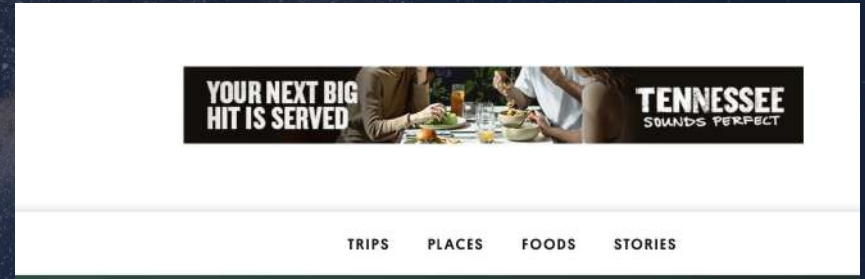 YOUR NEXT BIG
HIT IS SERVED
TENNESSEE
SOUNDS PERFECT
TRIPS PLACES FOODS STORIES